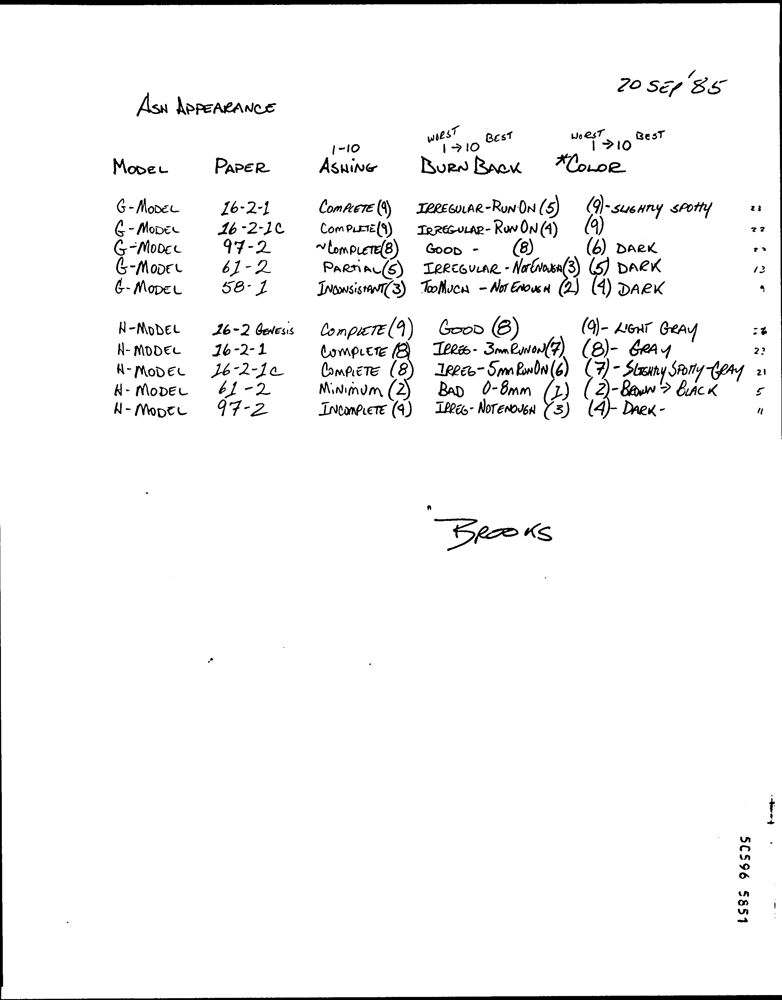 20 SEP '85
ASH APPEARANCE
1-10 WORST 1→10 BEST WORST 1→10 BEST
MODEL PAPER ASHING BURN BACK *COLOR
G-MODEL 16-2-1 COMPLETE (9) IRREGULAR-RUN ON (5) (9)-SLIGHTLY SPOTTY 23
G-MODEL 16-2-1C COMPLETE (9) IRREGULAR-RUN ON (4) (9) 22
G-MODEL 97-2 ~COMPLETE (8) GOOD - (8) (6) DARK
G-MODEL 61-2 PARTIAL (5) IRREGULAR-NOT ENOUGH (3) (5) DARK 13
G-MODEL 58-1 INCONSISTANT (3) TOO MUCH - NOT ENOUGH (2) (4) DARK 9
H-MODEL 16-2 GENESIS COMPLETE (9) GOOD (8) (9)- LIGHT GRAY
H-MODEL 16-2-1 COMPLETE (8) IRREG- 3mm RUN ON (7) (8)- GRAY 23
H-MODEL 16-2-1C COMPLETE (8) IRREG- 5mm RUN ON (6) (7)- SLIGHTLY SPOTTY-GRAY 21
H-MODEL 61-2 MINIMUM (2) BAD 0-8mm (1) (2)-BROWN → BLACK 5
H-MODEL 97-2 INCOMPLETE (4) IRREG- NOT ENOUGH (3) (4)- DARK - 11
BROOKS
50596 5851